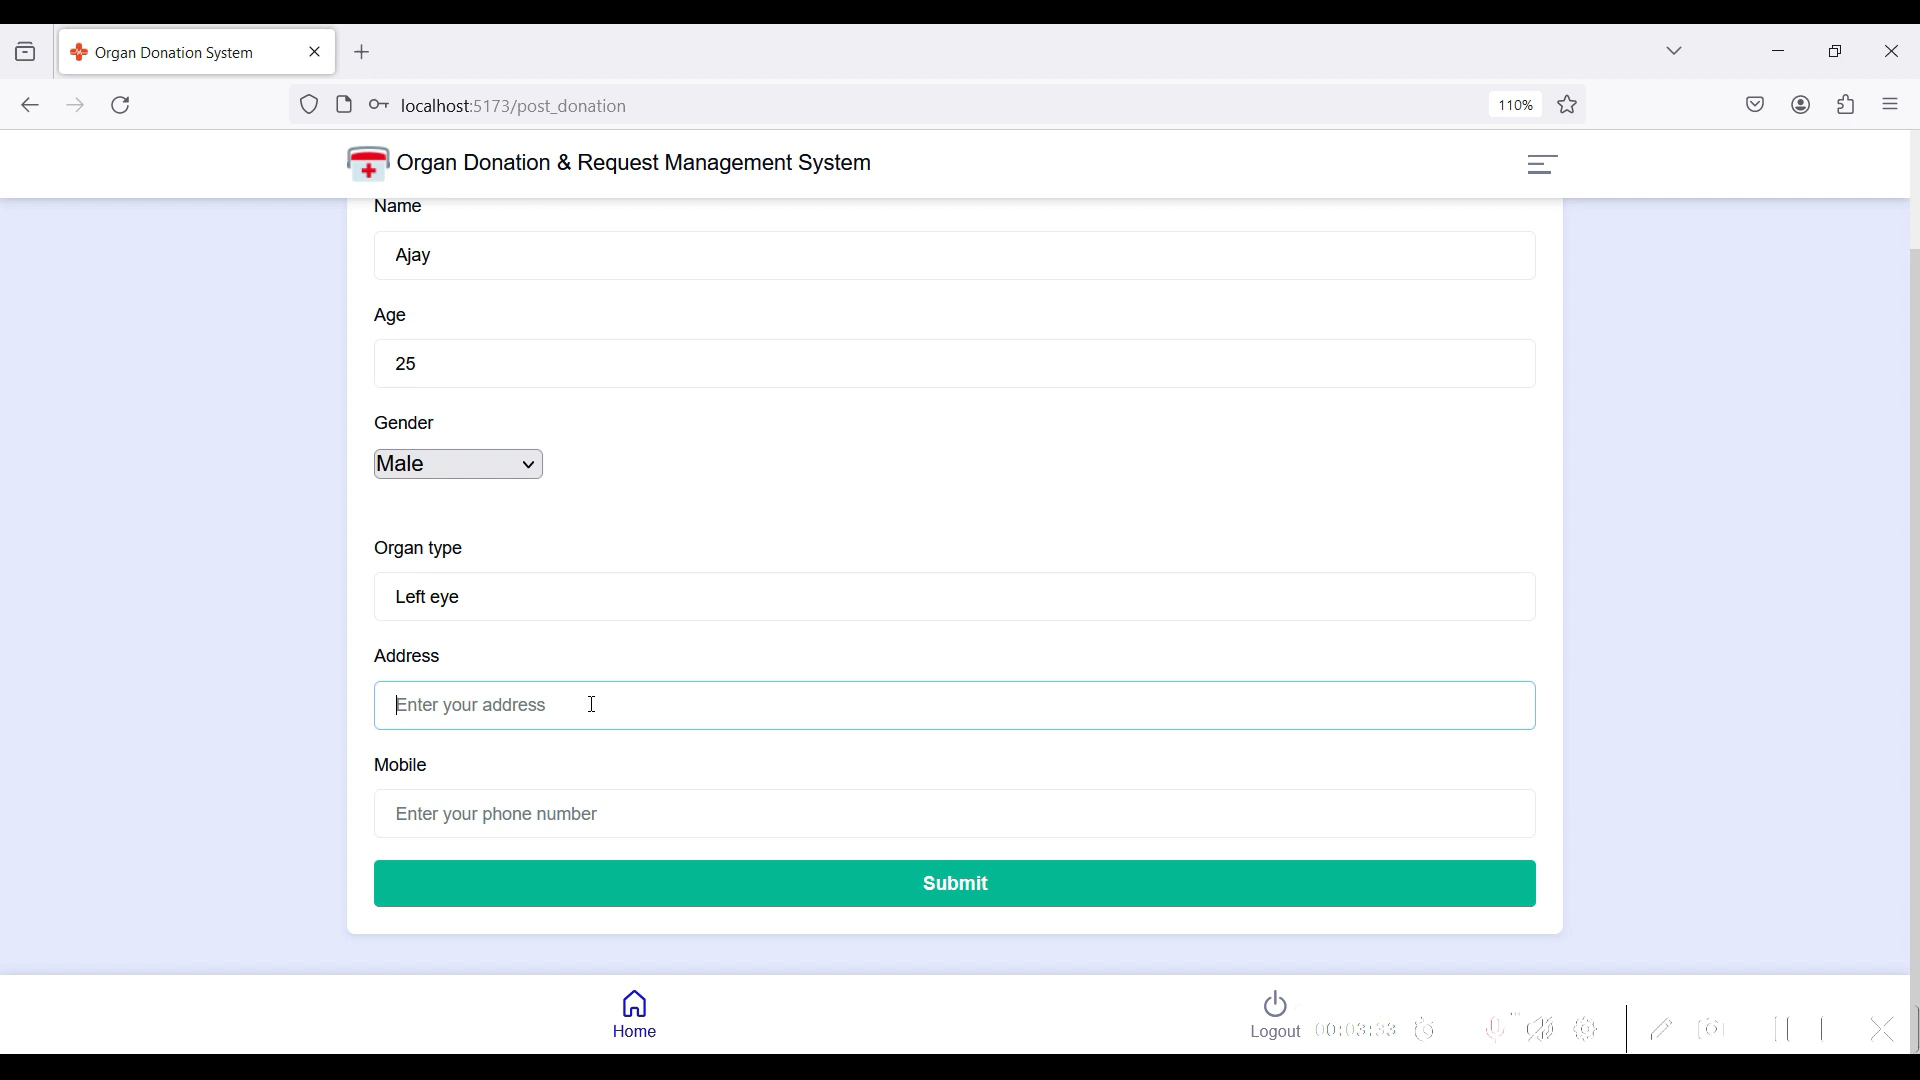 Organ Donation System
localhost:5173/post_donation
110%
Organ Donation & Request Management System
Name
Ajay
Age
25
Gender
Male
Organ type
Left eye
Address
Enter your address
Mobile
Enter your phone number
Submit
Home
Logout
00:03:33